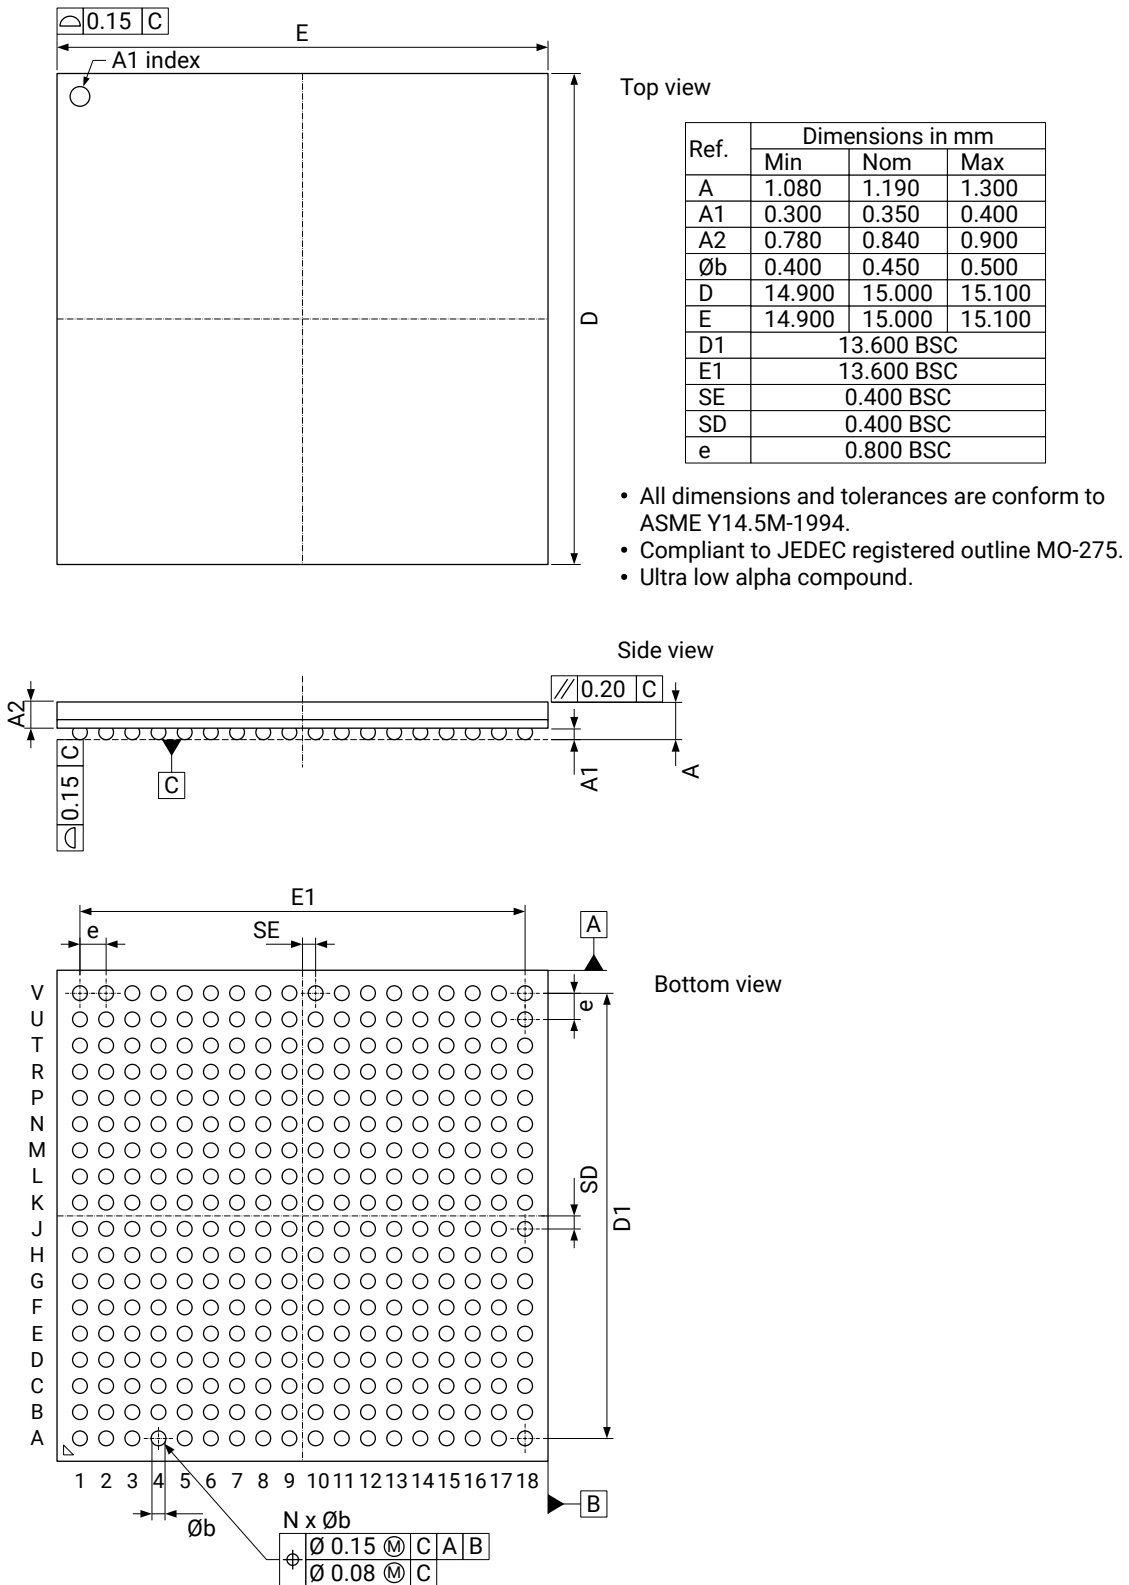 ⌓ 0.15 C
E
A1 index
D
Top view
Ref. Dimensions in mm
Min Nom Max
A 1.080 1.190 1.300
A1 0.300 0.350 0.400
A2 0.780 0.840 0.900
Øb 0.400 0.450 0.500
D 14.900 15.000 15.100
E 14.900 15.000 15.100
D1 13.600 BSC
E1 13.600 BSC
SE 0.400 BSC
SD 0.400 BSC
e 0.800 BSC
• All dimensions and tolerances are conform to
ASME Y14.5M-1994.
• Compliant to JEDEC registered outline MO-275.
• Ultra low alpha compound.
Side view
⫽ 0.20 C
A2
A1
A
C
⌓ 0.15 C
E1
e
SE
A
Bottom view
e
SD
D1
V
U
T
R
P
N
M
L
K
J
H
G
F
E
D
C
B
A
1 2 3 4 5 6 7 8 9 10 11 12 13 14 15 16 17 18
B
Øb
N x Øb
⌖ Ø 0.15 Ⓜ C A B
Ø 0.08 Ⓜ C